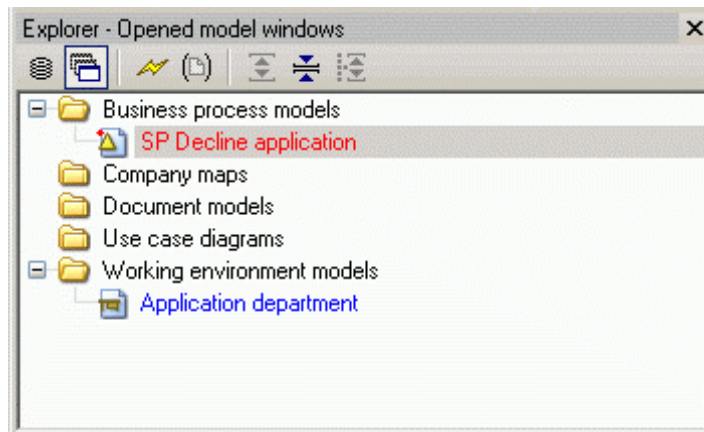 Explorer - Opened model windows
Business process models
SP Decline application
Company maps
Document models
Use case diagrams
Working environment models
Application department